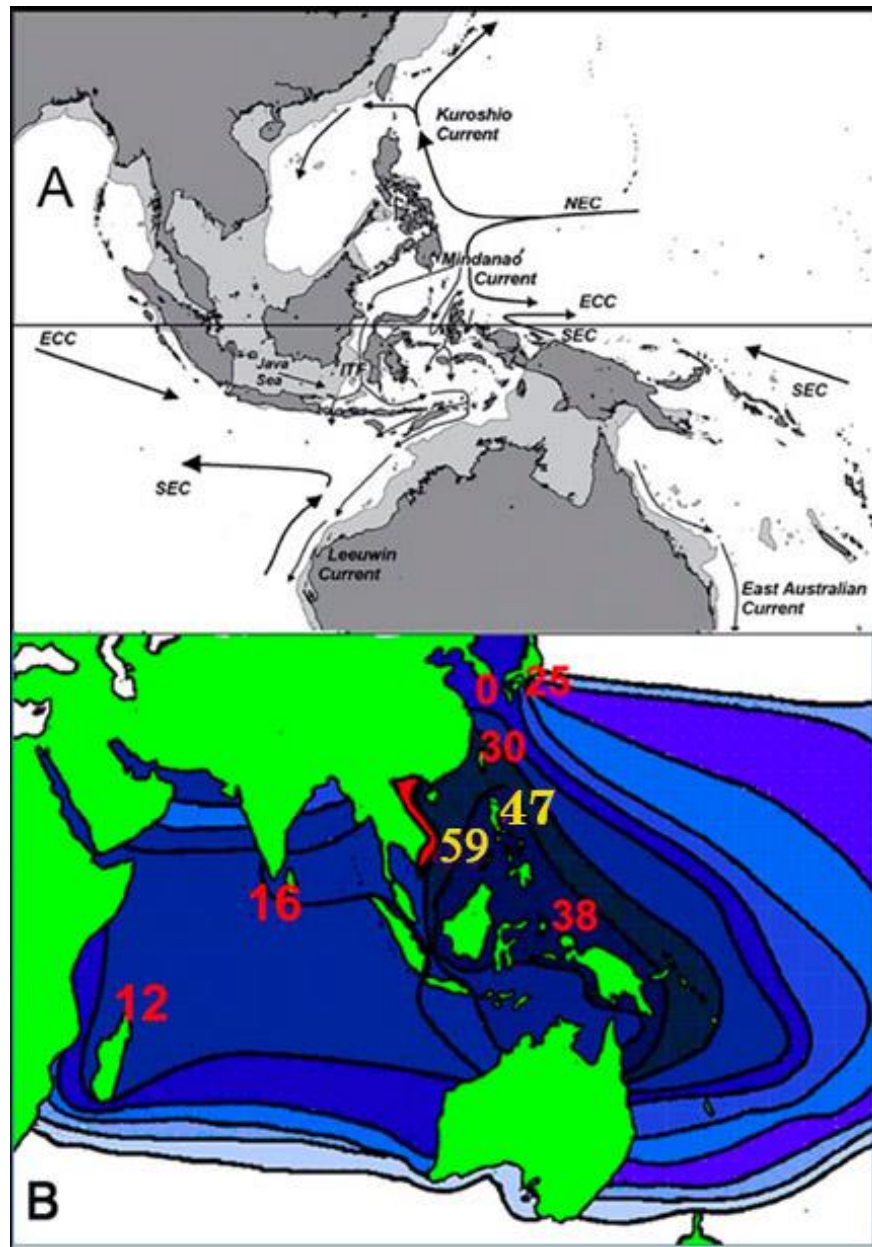 A
Kuroshio
Current
NEC
Mindanao
Current
ECC
SEC
ECC
Java
Sea
ITF
SEC
SEC
Leeuwin
Current
East Australian
Current
0
25
30
47
59
16
38
12
B